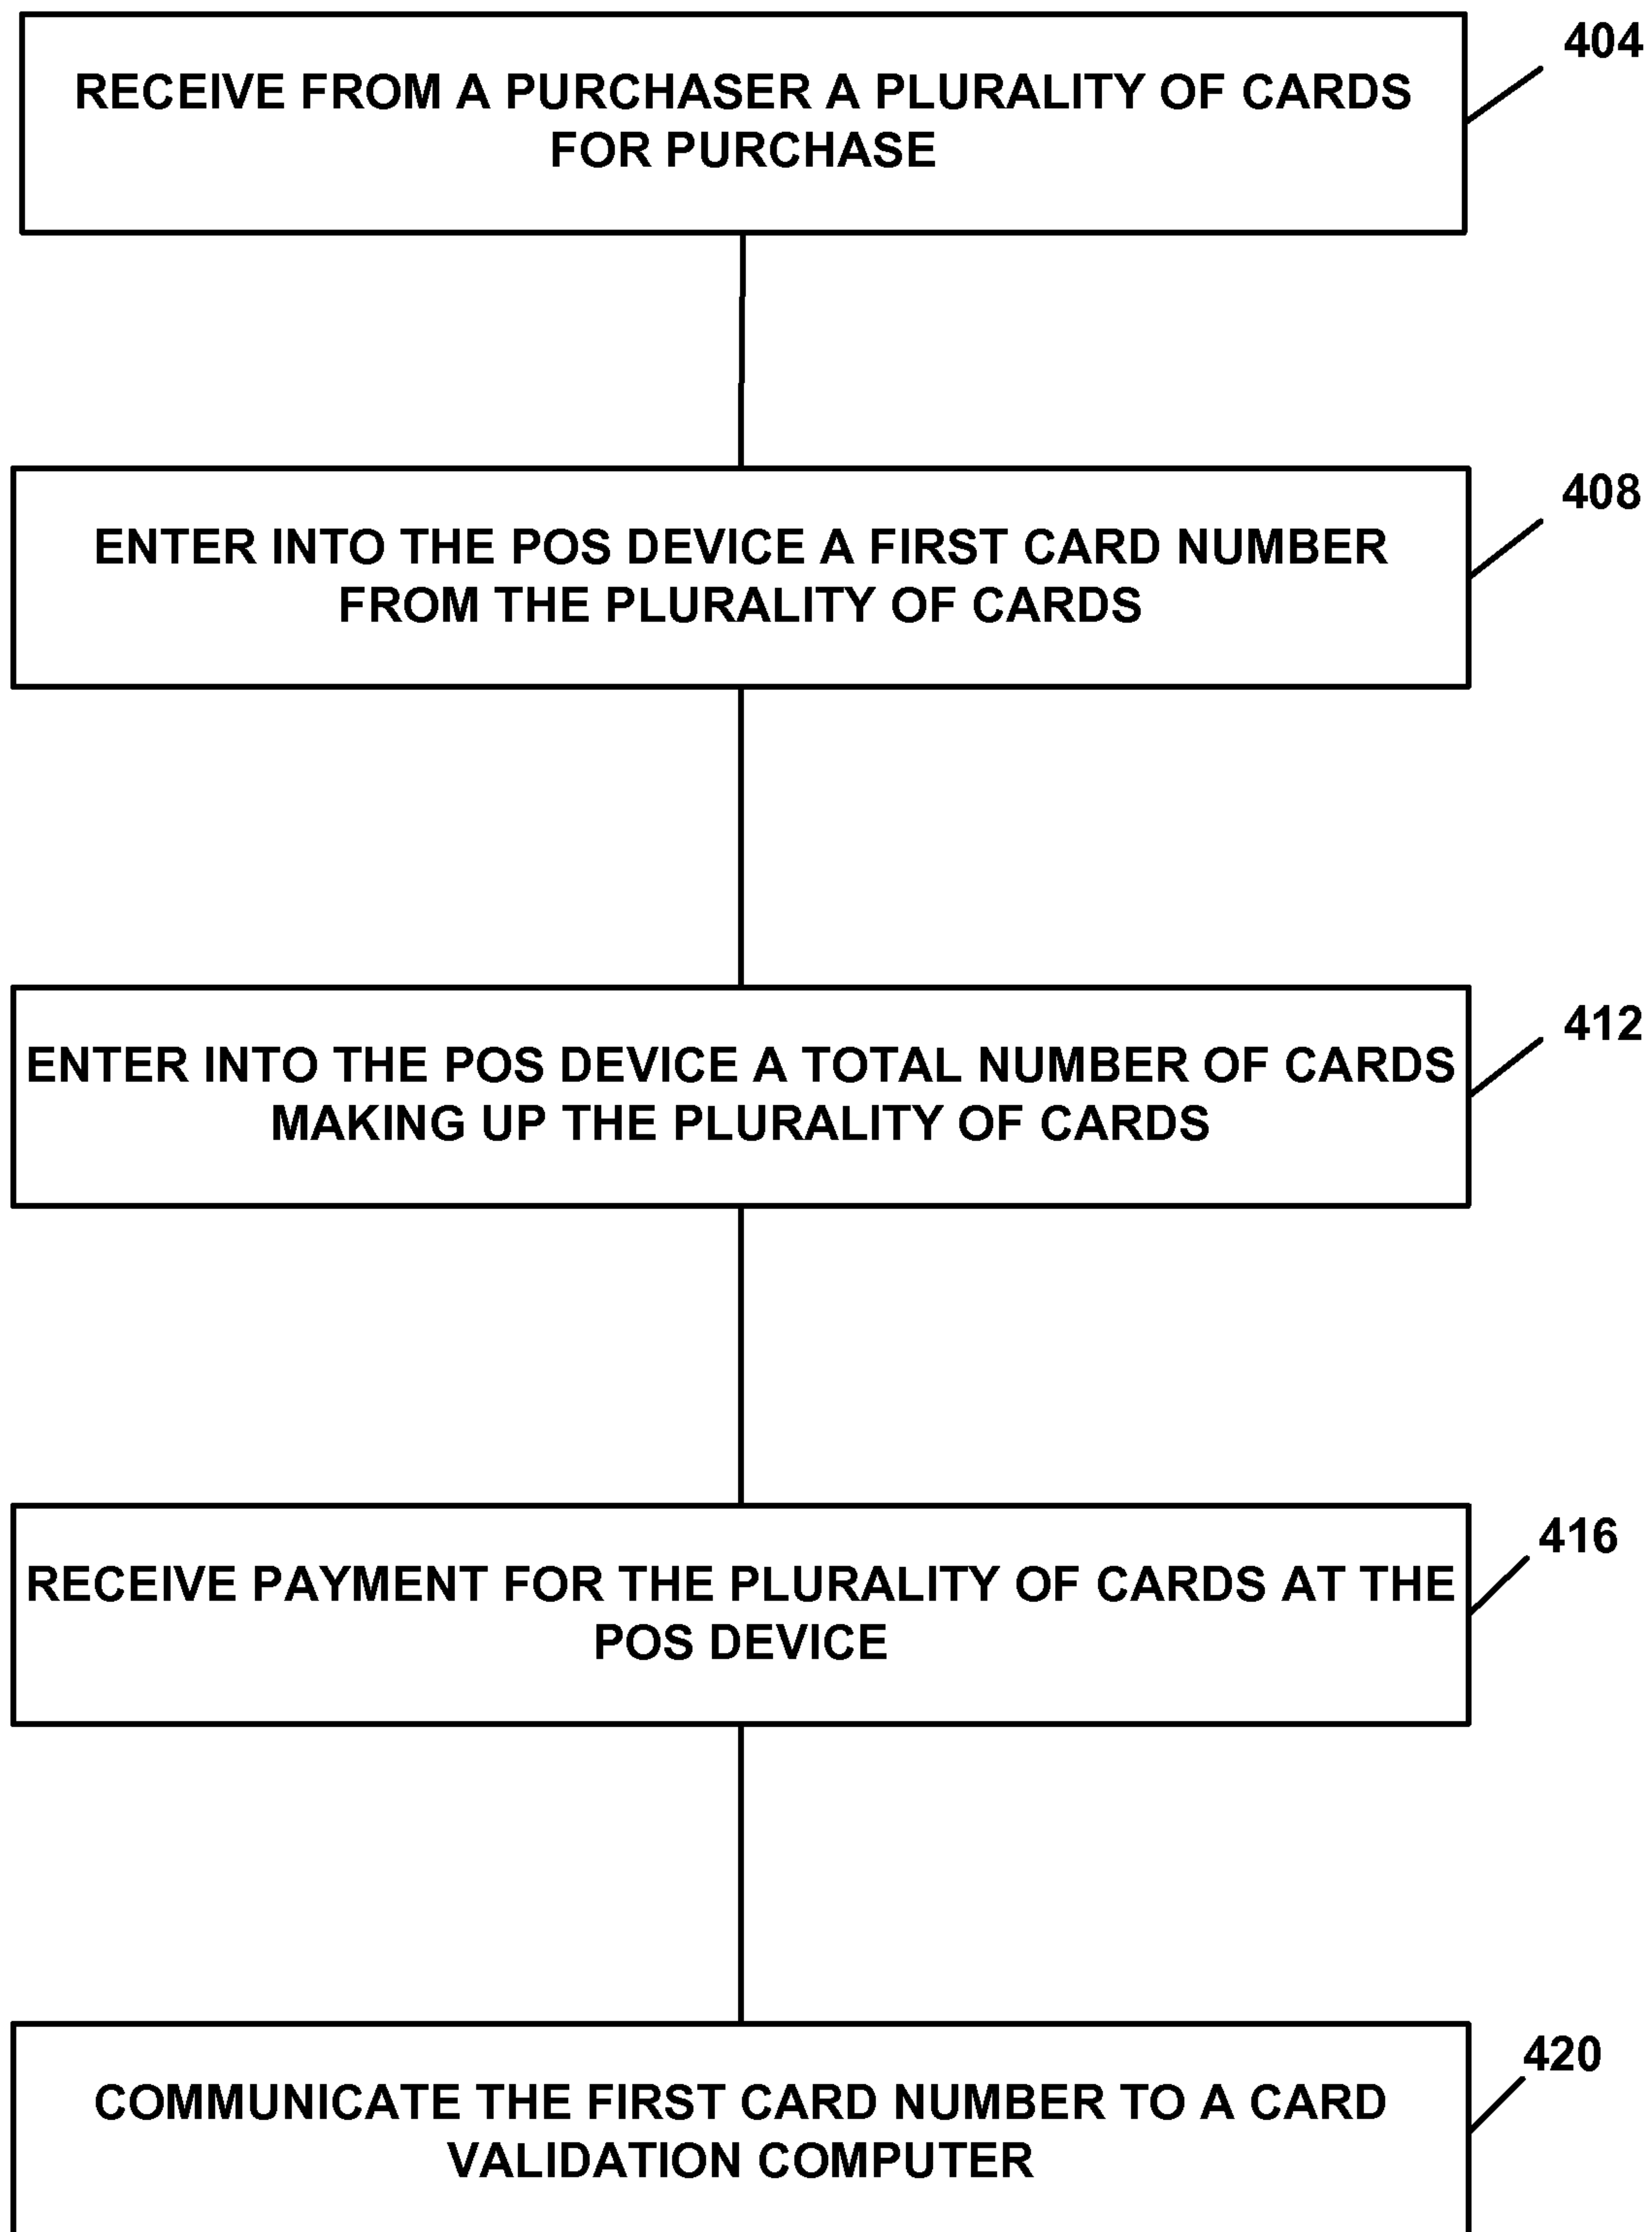 404
RECEIVE FROM A PURCHASER A PLURALITY OF CARDS
FOR PURCHASE
408
ENTER INTO THE POS DEVICE A FIRST CARD NUMBER
FROM THE PLURALITY OF CARDS
412
ENTER INTO THE POS DEVICE A TOTAL NUMBER OF CARDS
MAKING UP THE PLURALITY OF CARDS
416
RECEIVE PAYMENT FOR THE PLURALITY OF CARDS AT THE
POS DEVICE
420
COMMUNICATE THE FIRST CARD NUMBER TO A CARD
VALIDATION COMPUTER